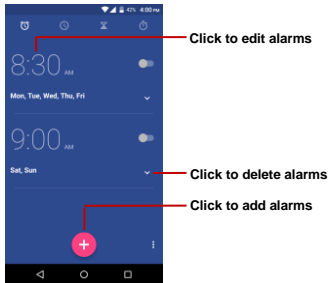 42% 4:00 PM
Click to edit alarms
8:30 AM
Mon, Tue, Wed, Thu, Fri
9:00 AM
Sat, Sun
Click to delete alarms
Click to add alarms